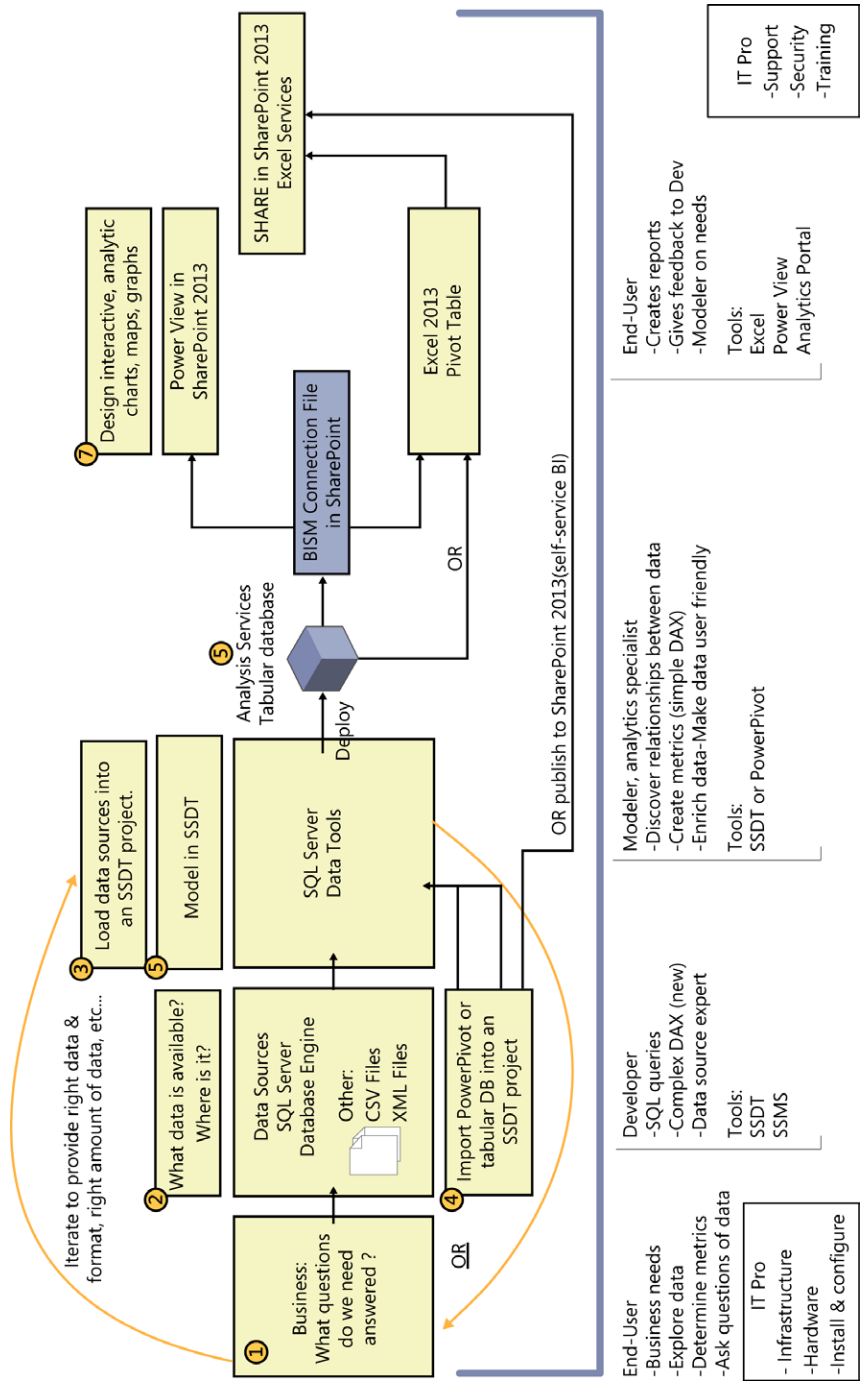 Iterate to provide right data &
format, right amount of data, etc...
1
Business:
What questions
do we need
answered ?
2
What data is available?
Where is it?
Data Sources
SQL Server
Database Engine
Other:
CSV Files
XML Files
OR
4
Import PowerPivot or
tabular DB into an
SSDT project
3
Load data sources into
an SSDT project.
5
Model in SSDT
SQL Server
Data Tools
Deploy
5
Analysis Services
Tabular database
BISM Connection File
in SharePoint
OR
OR publish to SharePoint 2013(self-service BI)
7
Design interactive, analytic
charts, maps, graphs
Power View in
SharePoint 2013
Excel 2013
Pivot Table
SHARE in SharePoint 2013
Excel Services
End-User
-Business needs
-Explore data
-Determine metrics
-Ask questions of data
IT Pro
- Infrastructure
-Hardware
-Install & configure
Developer
-SQL queries
-Complex DAX (new)
-Data source expert
Tools:
SSDT
SSMS
Modeler, analytics specialist
-Discover relationships between data
-Create metrics (simple DAX)
-Enrich data-Make data user friendly
Tools:
SSDT or PowerPivot
End-User
-Creates reports
-Gives feedback to Dev
-Modeler on needs
Tools:
Excel
Power View
Analytics Portal
IT Pro
-Support
-Security
-Training